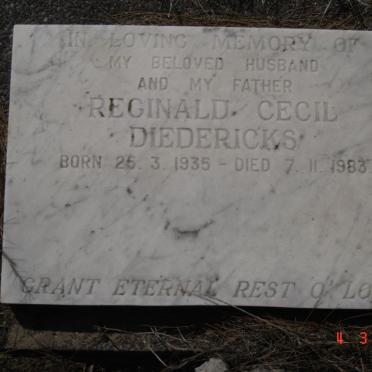 IN LOVING MEMORY OF
MY BELOVED HUSBAND
AND MY FATHER
REGINALD CECIL
DIEDERICKS
BORN 25. 3. 1935 - DIED 7. 11. 1983
GRANT ETERNAL REST O' LO
4 3